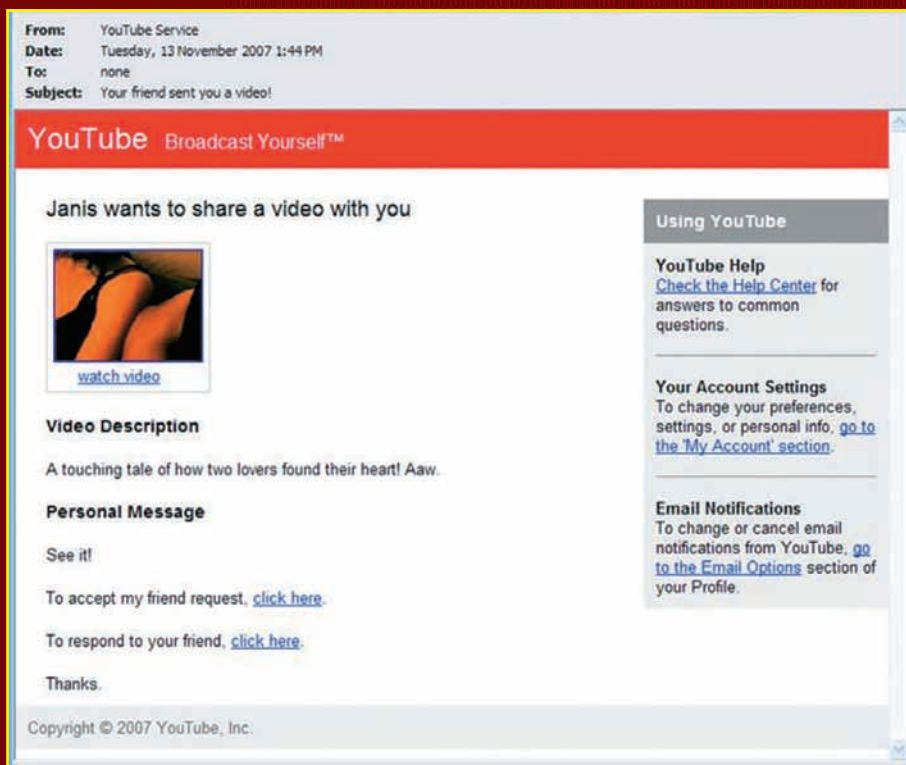 From: YouTube Service
Date: Tuesday, 13 November 2007 1:44 PM
To: none
Subject: Your friend sent you a video!
YouTube Broadcast Yourself™
Janis wants to share a video with you
watch video
Video Description
A touching tale of how two lovers found their heart! Aaw.
Personal Message
See it!
To accept my friend request, click here.
To respond to your friend, click here.
Thanks.
Using YouTube
YouTube Help
Check the Help Center for
answers to common
questions.
Your Account Settings
To change your preferences,
settings, or personal info, go to
the 'My Account' section.
Email Notifications
To change or cancel email
notifications from YouTube, go
to the Email Options section of
your Profile.
Copyright © 2007 YouTube, Inc.